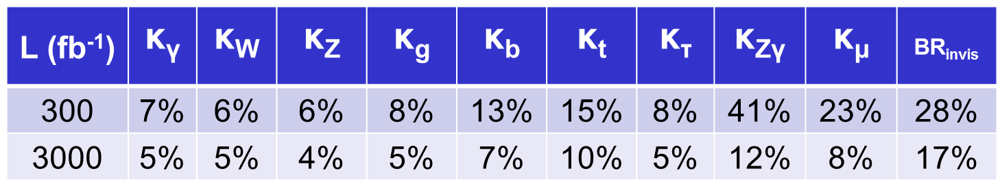 L (fb⁻¹) κγ κW κZ κg κb κt κτ κZγ κμ BRinvis
300 7% 6% 6% 8% 13% 15% 8% 41% 23% 28%
3000 5% 5% 4% 5% 7% 10% 5% 12% 8% 17%